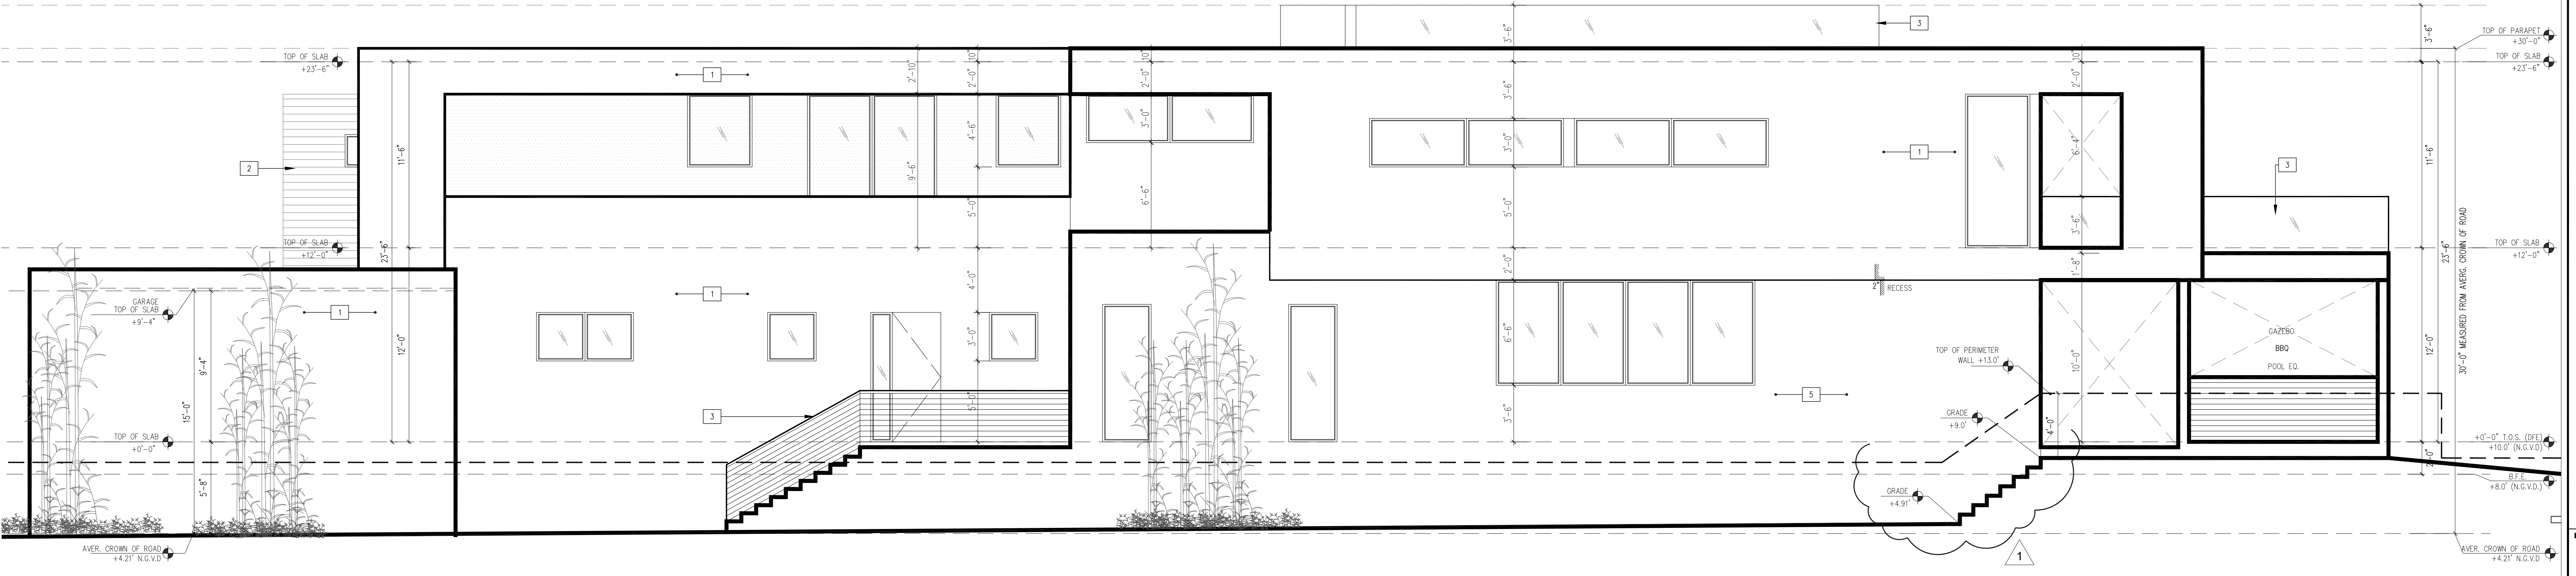 TOP OF SLAB
+23'-6"
2
11'-6"
23'-6"
TOP OF SLAB
+12'-0"
12'-0"
GARAGE
TOP OF SLAB
+9'-4"
1
9'-4"
15'-0"
TOP OF SLAB
+0'-0"
5'-8"
AVER. CROWN OF ROAD
+4.21' N.G.V.D
1
2'-10"
10"
2'-0"
4'-6"
9'-6"
5'-0"
1
4'-0"
3'-0"
5'-0"
3
10"
2'-0"
3'-0"
6'-6"
3'-6"
3'-6"
3'-0"
5'-0"
2'-0"
6'-6"
3'-6"
3
1
2"
RECESS
5
10"
2'-0"
6'-4"
3'-6"
1'-8"
10'-0"
TOP OF PERIMETER
WALL +13.0'
GRADE
+9.0'
4'-0"
GRADE
+4.91'
1
3
GAZEBO
BBQ
POOL EQ.
3'-6"
11'-6"
23'-6"
12'-0"
2'-0"
30'-0" MEASURED FROM AVERG. CROWN OF ROAD
TOP OF PARAPET
+30'-0"
TOP OF SLAB
+23'-6"
TOP OF SLAB
+12'-0"
+0'-0" T.O.S. (DFE)
+10.0' (N.G.V.D)
B.F.E.
+8.0' (N.G.V.D.)
AVER. CROWN OF ROAD
+4.21' N.G.V.D